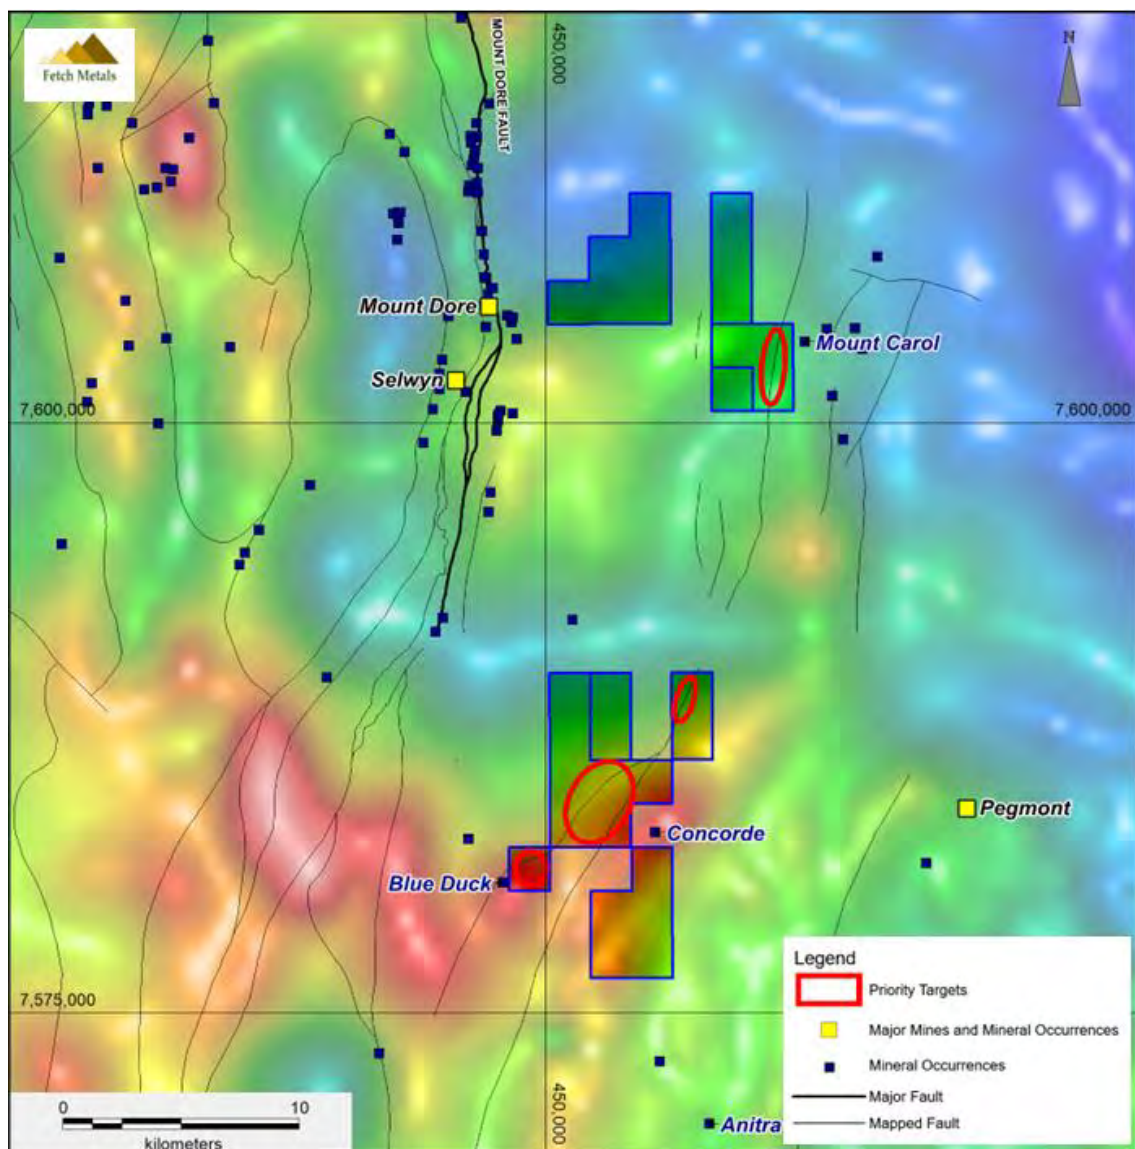 Fetch Metals
MOUNT DORE FAULT
450,000
N
Mount Dore
Mount Carol
Selwyn
7,600,000
7,600,000
Pegmont
Concorde
Blue Duck
7,575,000
Legend
Priority Targets
Major Mines and Mineral Occurrences
Mineral Occurrences
Major Fault
Mapped Fault
0 10
kilometers
450,000
Anitra